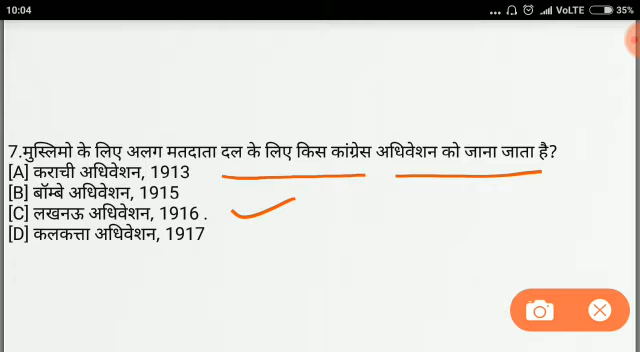 10:04
... VoLTE 35%
7.मुस्लिमो के लिए अलग मतदाता दल के लिए किस कांग्रेस अधिवेशन को जाना जाता है?
[A] कराची अधिवेशन, 1913
[B] बॉम्बे अधिवेशन, 1915
[C] लखनऊ अधिवेशन, 1916 .
[D] कलकत्ता अधिवेशन, 1917